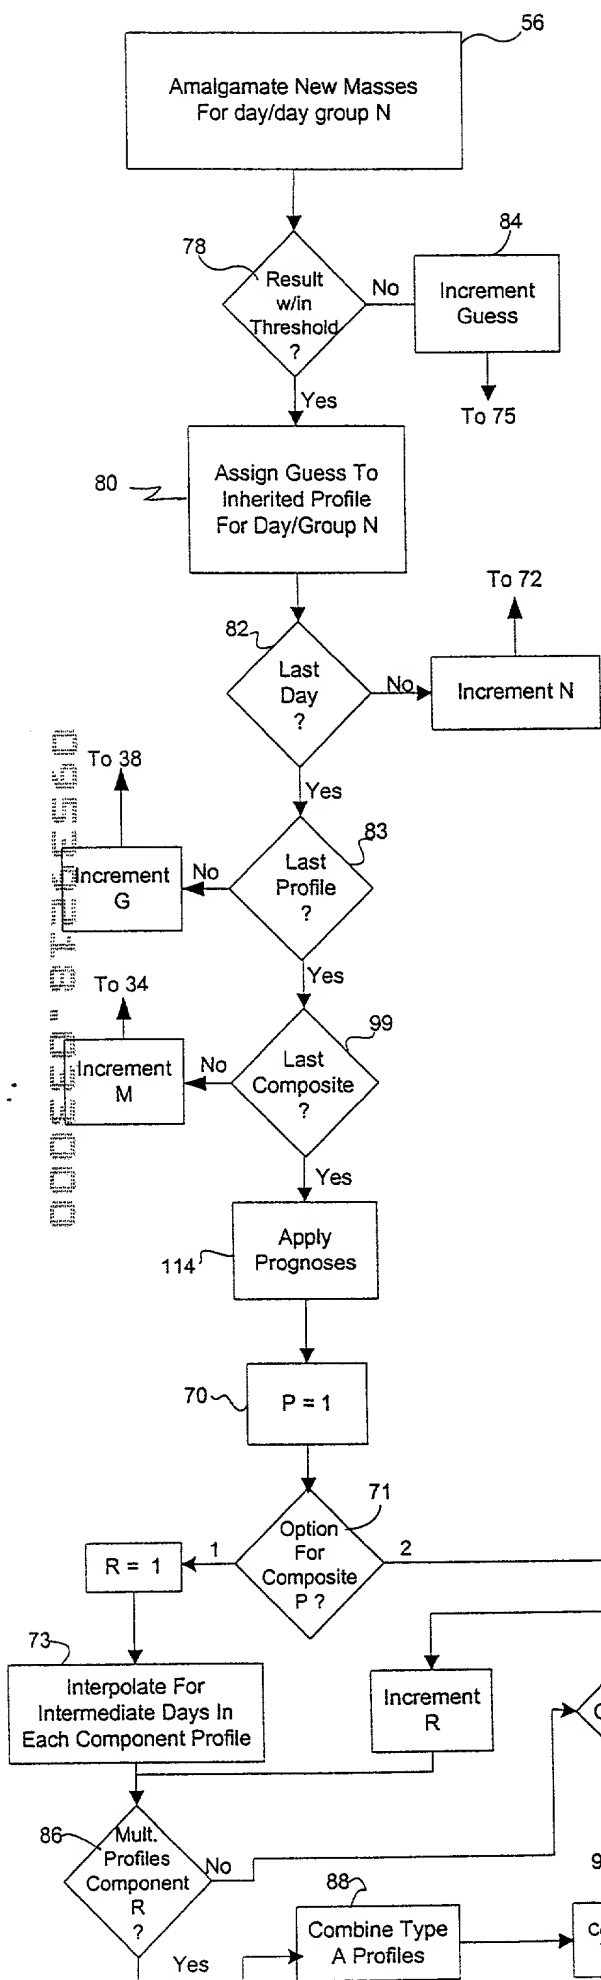 56
Amalgamate New Masses
For day/day group N
78
Result
w/in
Threshold
?
No
84
Increment
Guess
To 75
Yes
80
Assign Guess To
Inherited Profile
For Day/Group N
82
Last
Day
?
No
Increment N
To 72
Yes
To 38
83
Last
Profile
?
No
Increment
G
Yes
To 34
99
Last
Composite
?
No
Increment
M
Yes
114
Apply
Prognoses
70
P = 1
71
Option
For
Composite
P ?
1
2
R = 1
73
Interpolate For
Intermediate Days In
Each Component Profile
Increment
R
86
Mult.
Profiles
Component
R
?
No
Yes
88
Combine Type
A Profiles
9